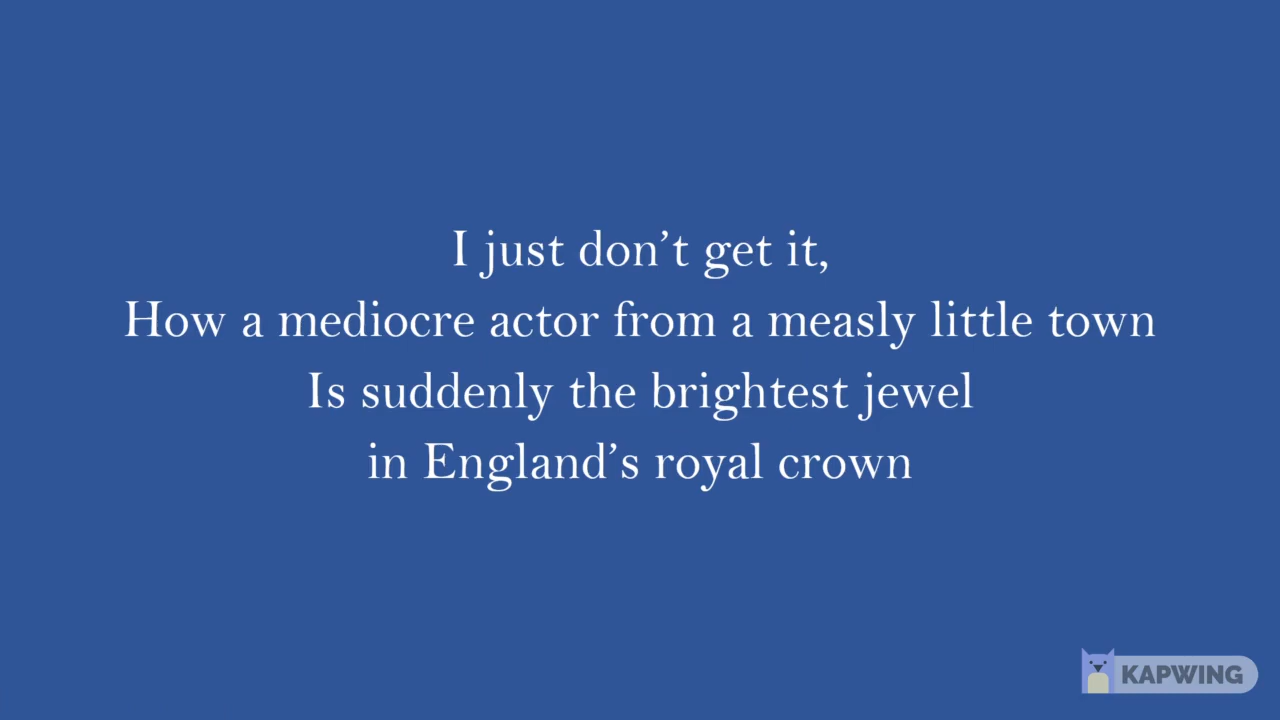 I just don’t get it,
How a mediocre actor from a measly little town
Is suddenly the brightest jewel
in England’s royal crown
KAPWING